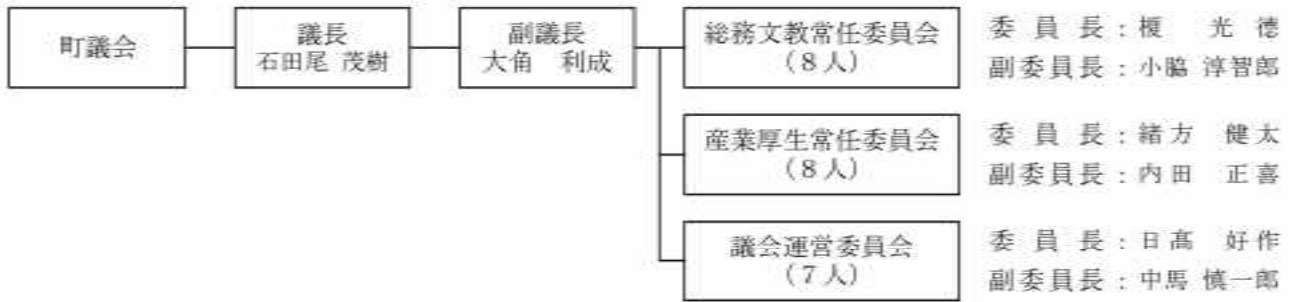 町議会
議長
石田尾 茂樹
副議長
大角 利成
総務文教常任委員会
（8人）
委員長：榎 光德
副委員長：小脇 淳智郎
産業厚生常任委員会
（8人）
委員長：緒方 健太
副委員長：内田 正喜
議会運営委員会
（7人）
委員長：日髙 好作
副委員長：中馬 慎一郎